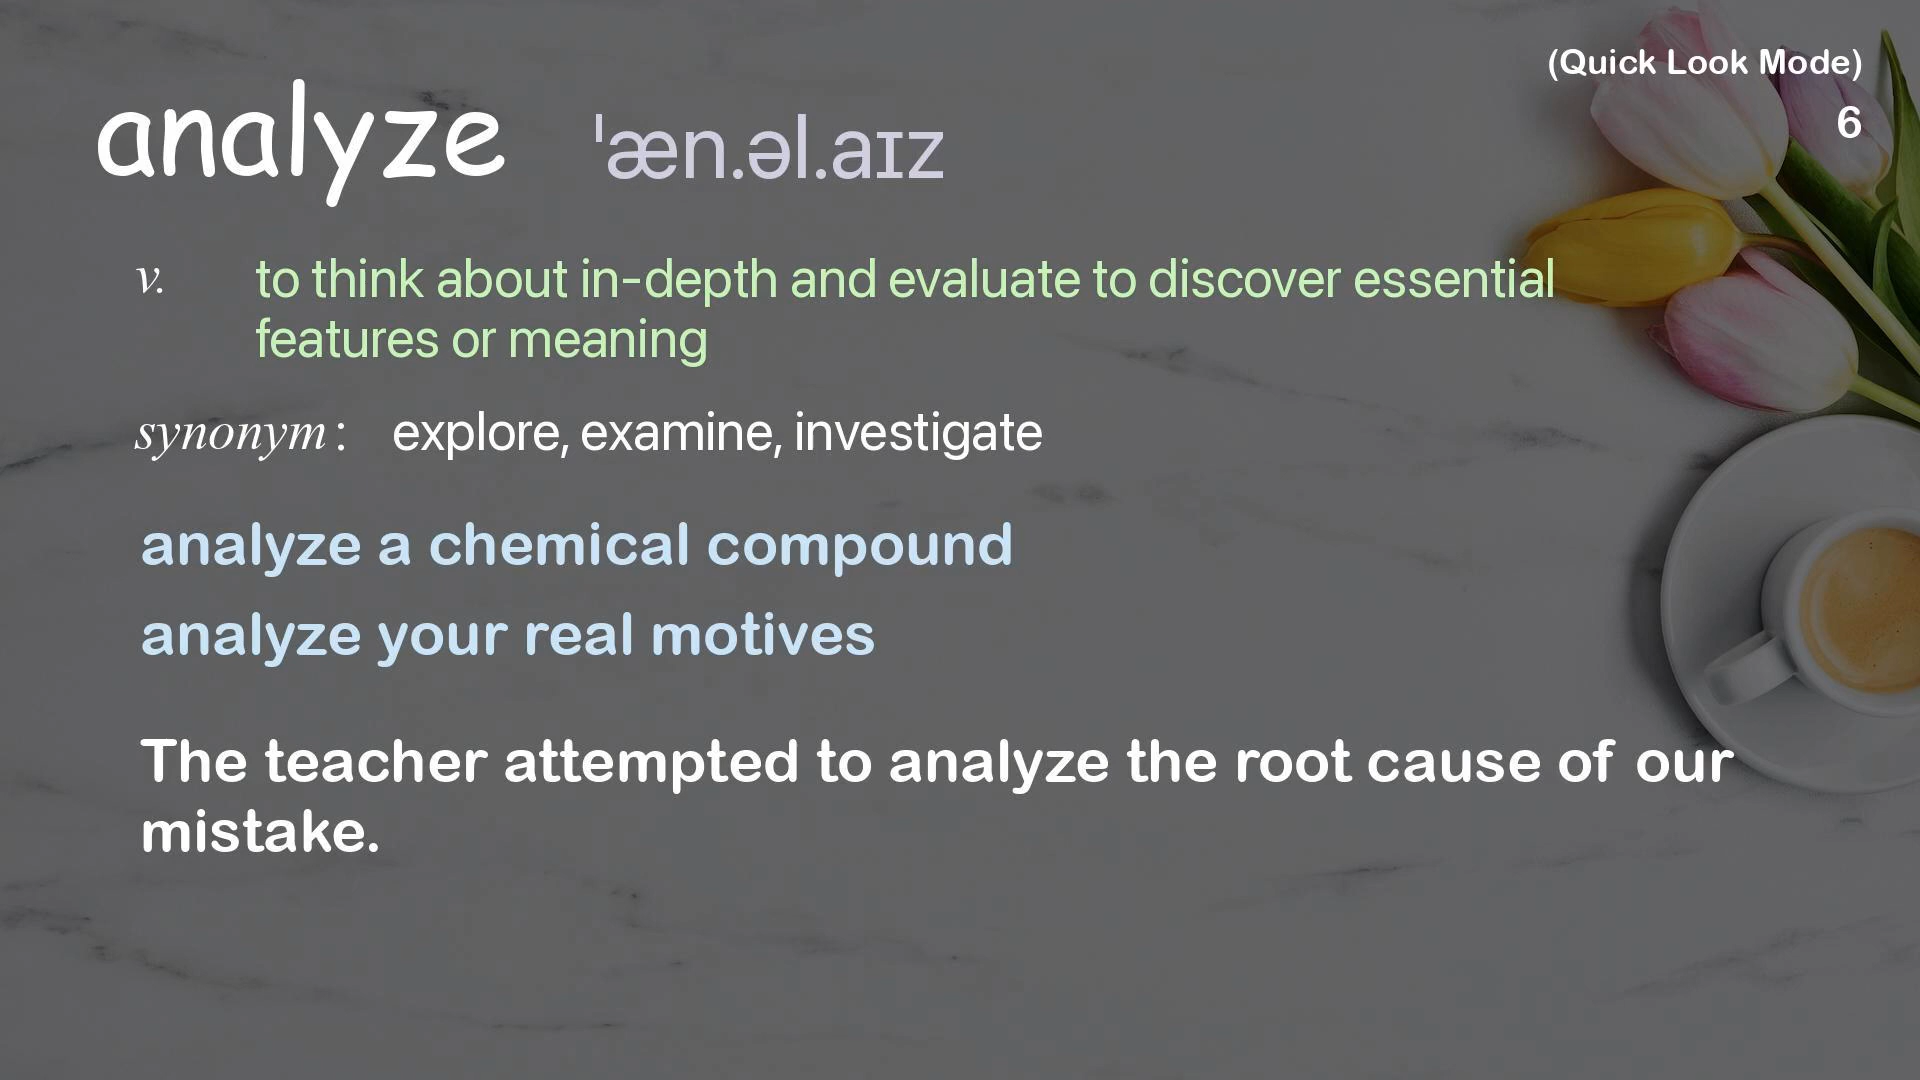 (Quick Look Mode)
6
analyze ˈæn.əl.aɪz
v. to think about in-depth and evaluate to discover essential
features or meaning
synonym: explore, examine, investigate
analyze a chemical compound
analyze your real motives
The teacher attempted to analyze the root cause of our
mistake.